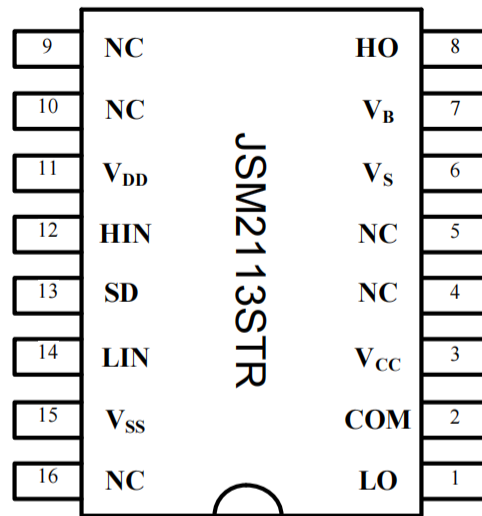 9 NC HO 8
10 NC VB 7
11 VDD VS 6
12 HIN NC 5
13 SD NC 4
14 LIN VCC 3
15 VSS COM 2
16 NC LO 1
JSM2113STR